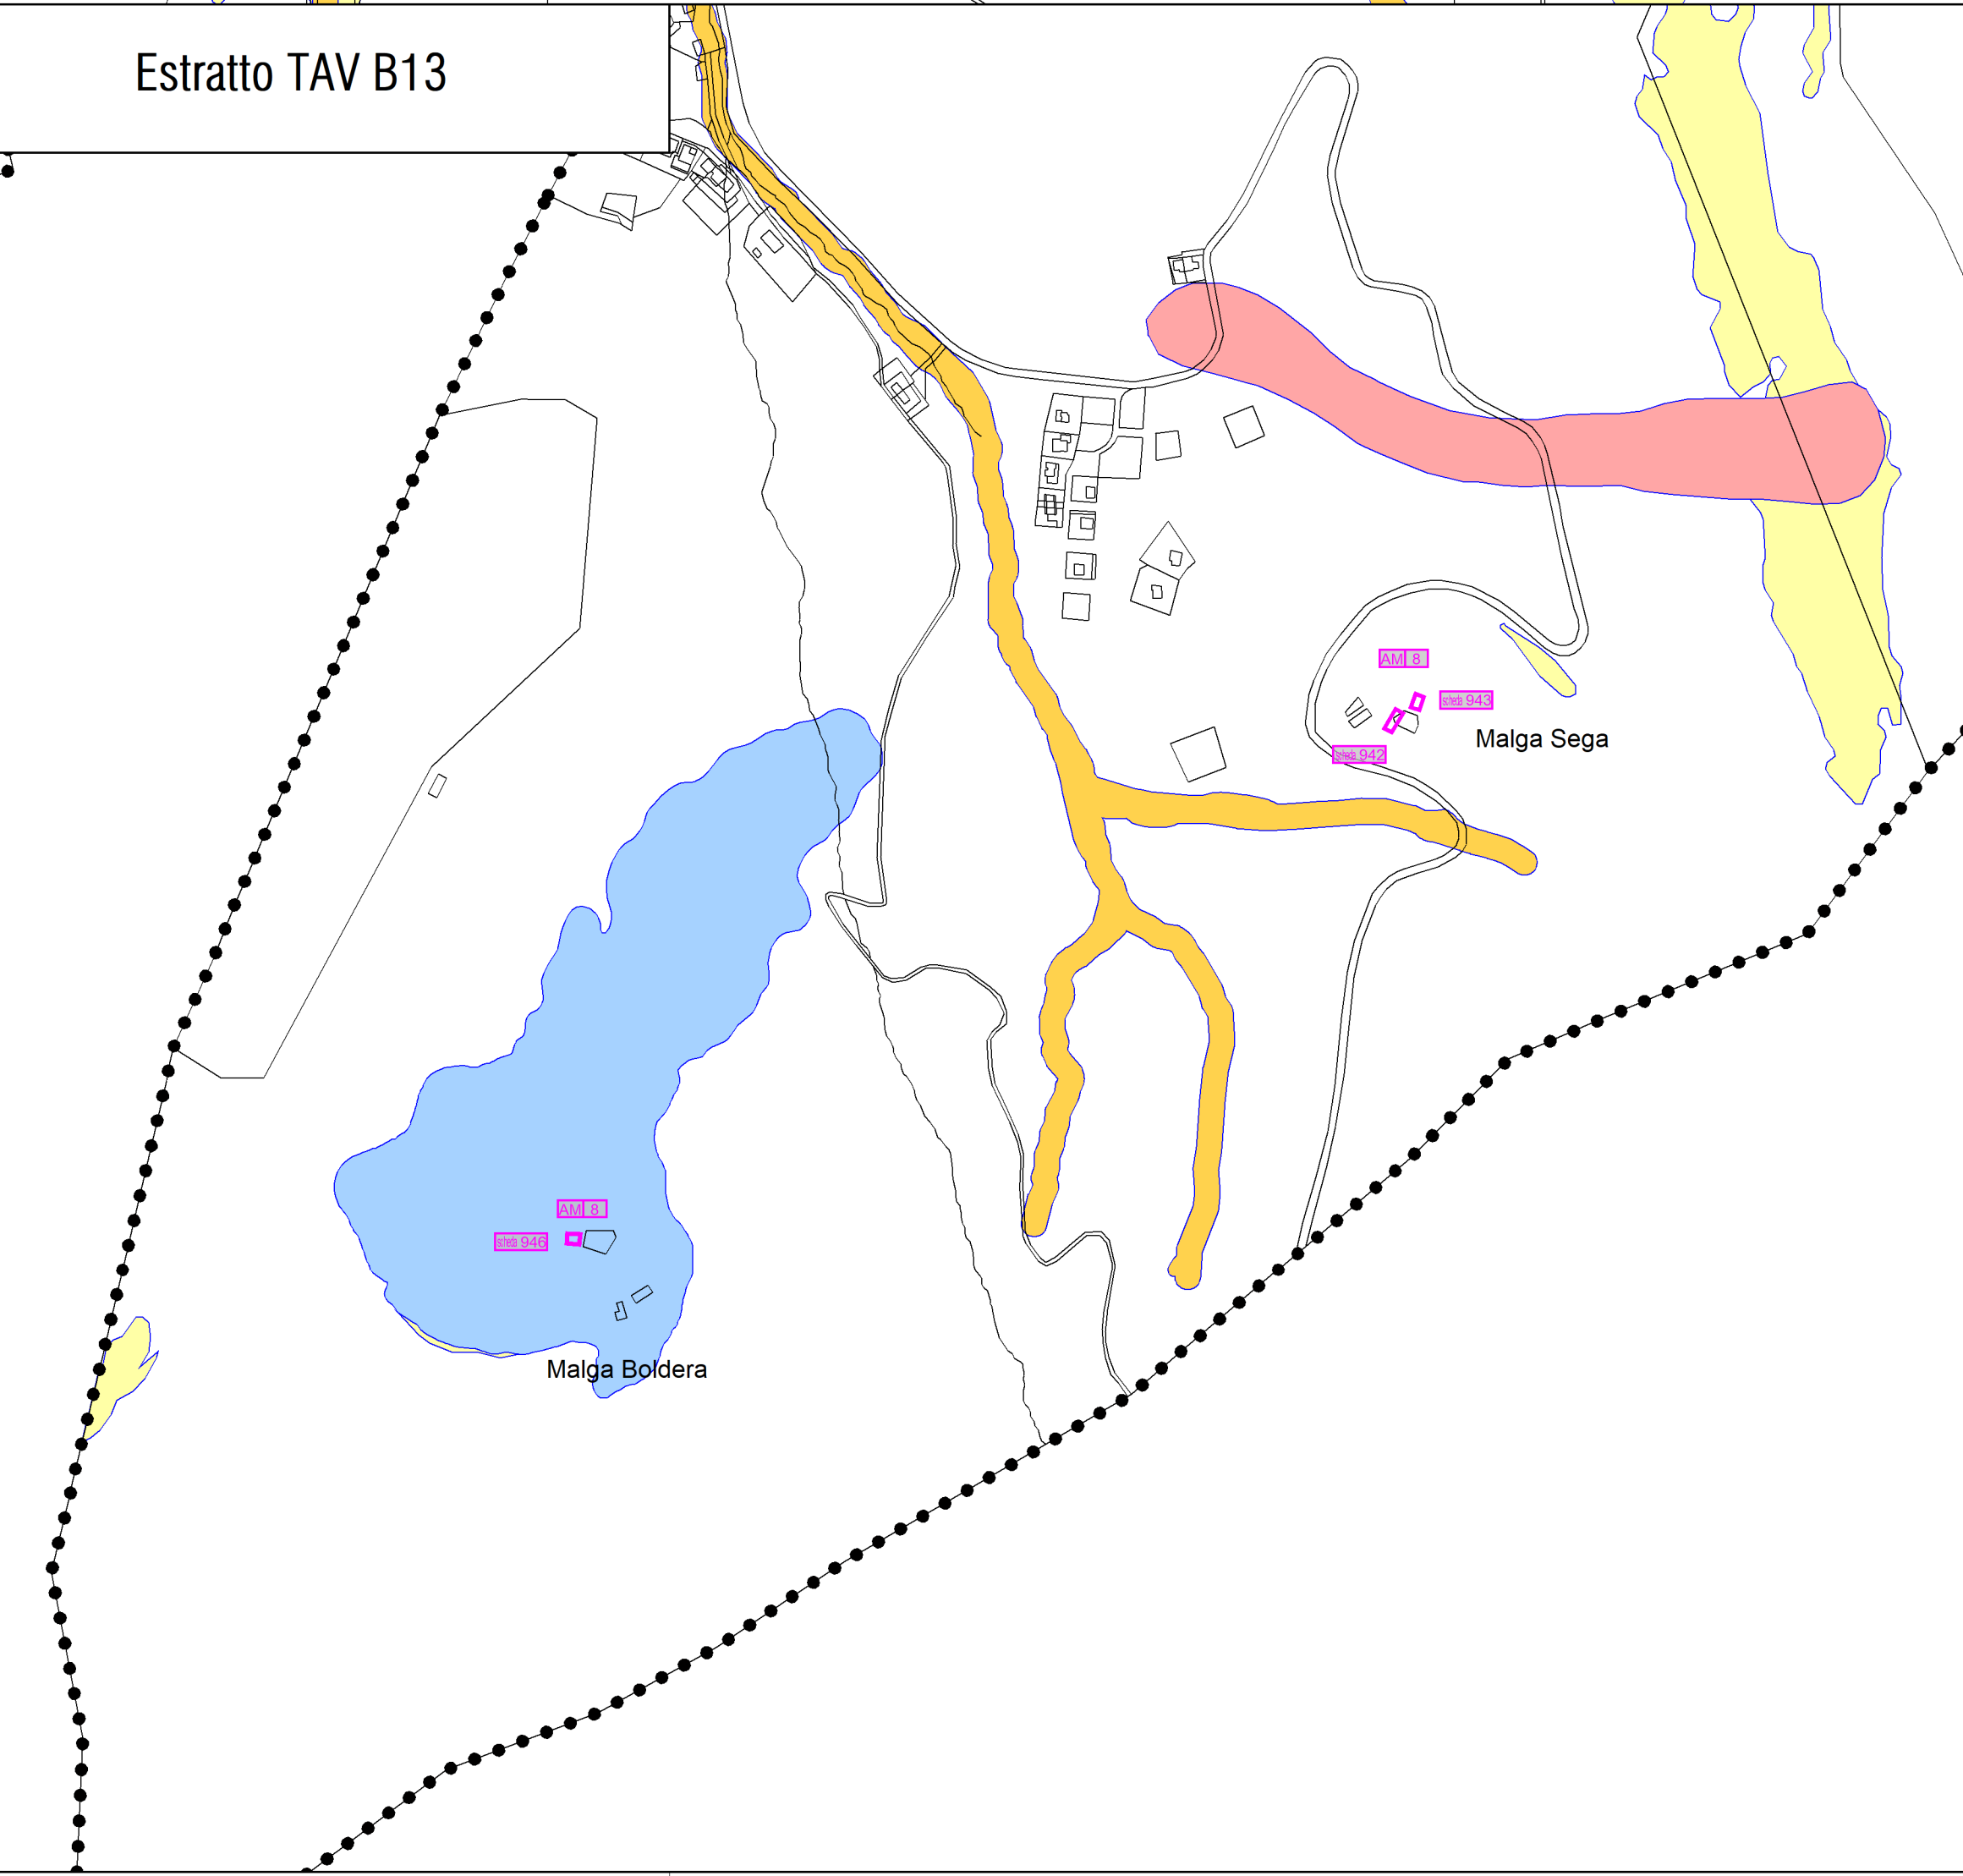 Estratto TAV B13
AM 8
scheda 943
Malga Sega
scheda 942
AM 8
scheda 946
Malga Boldera